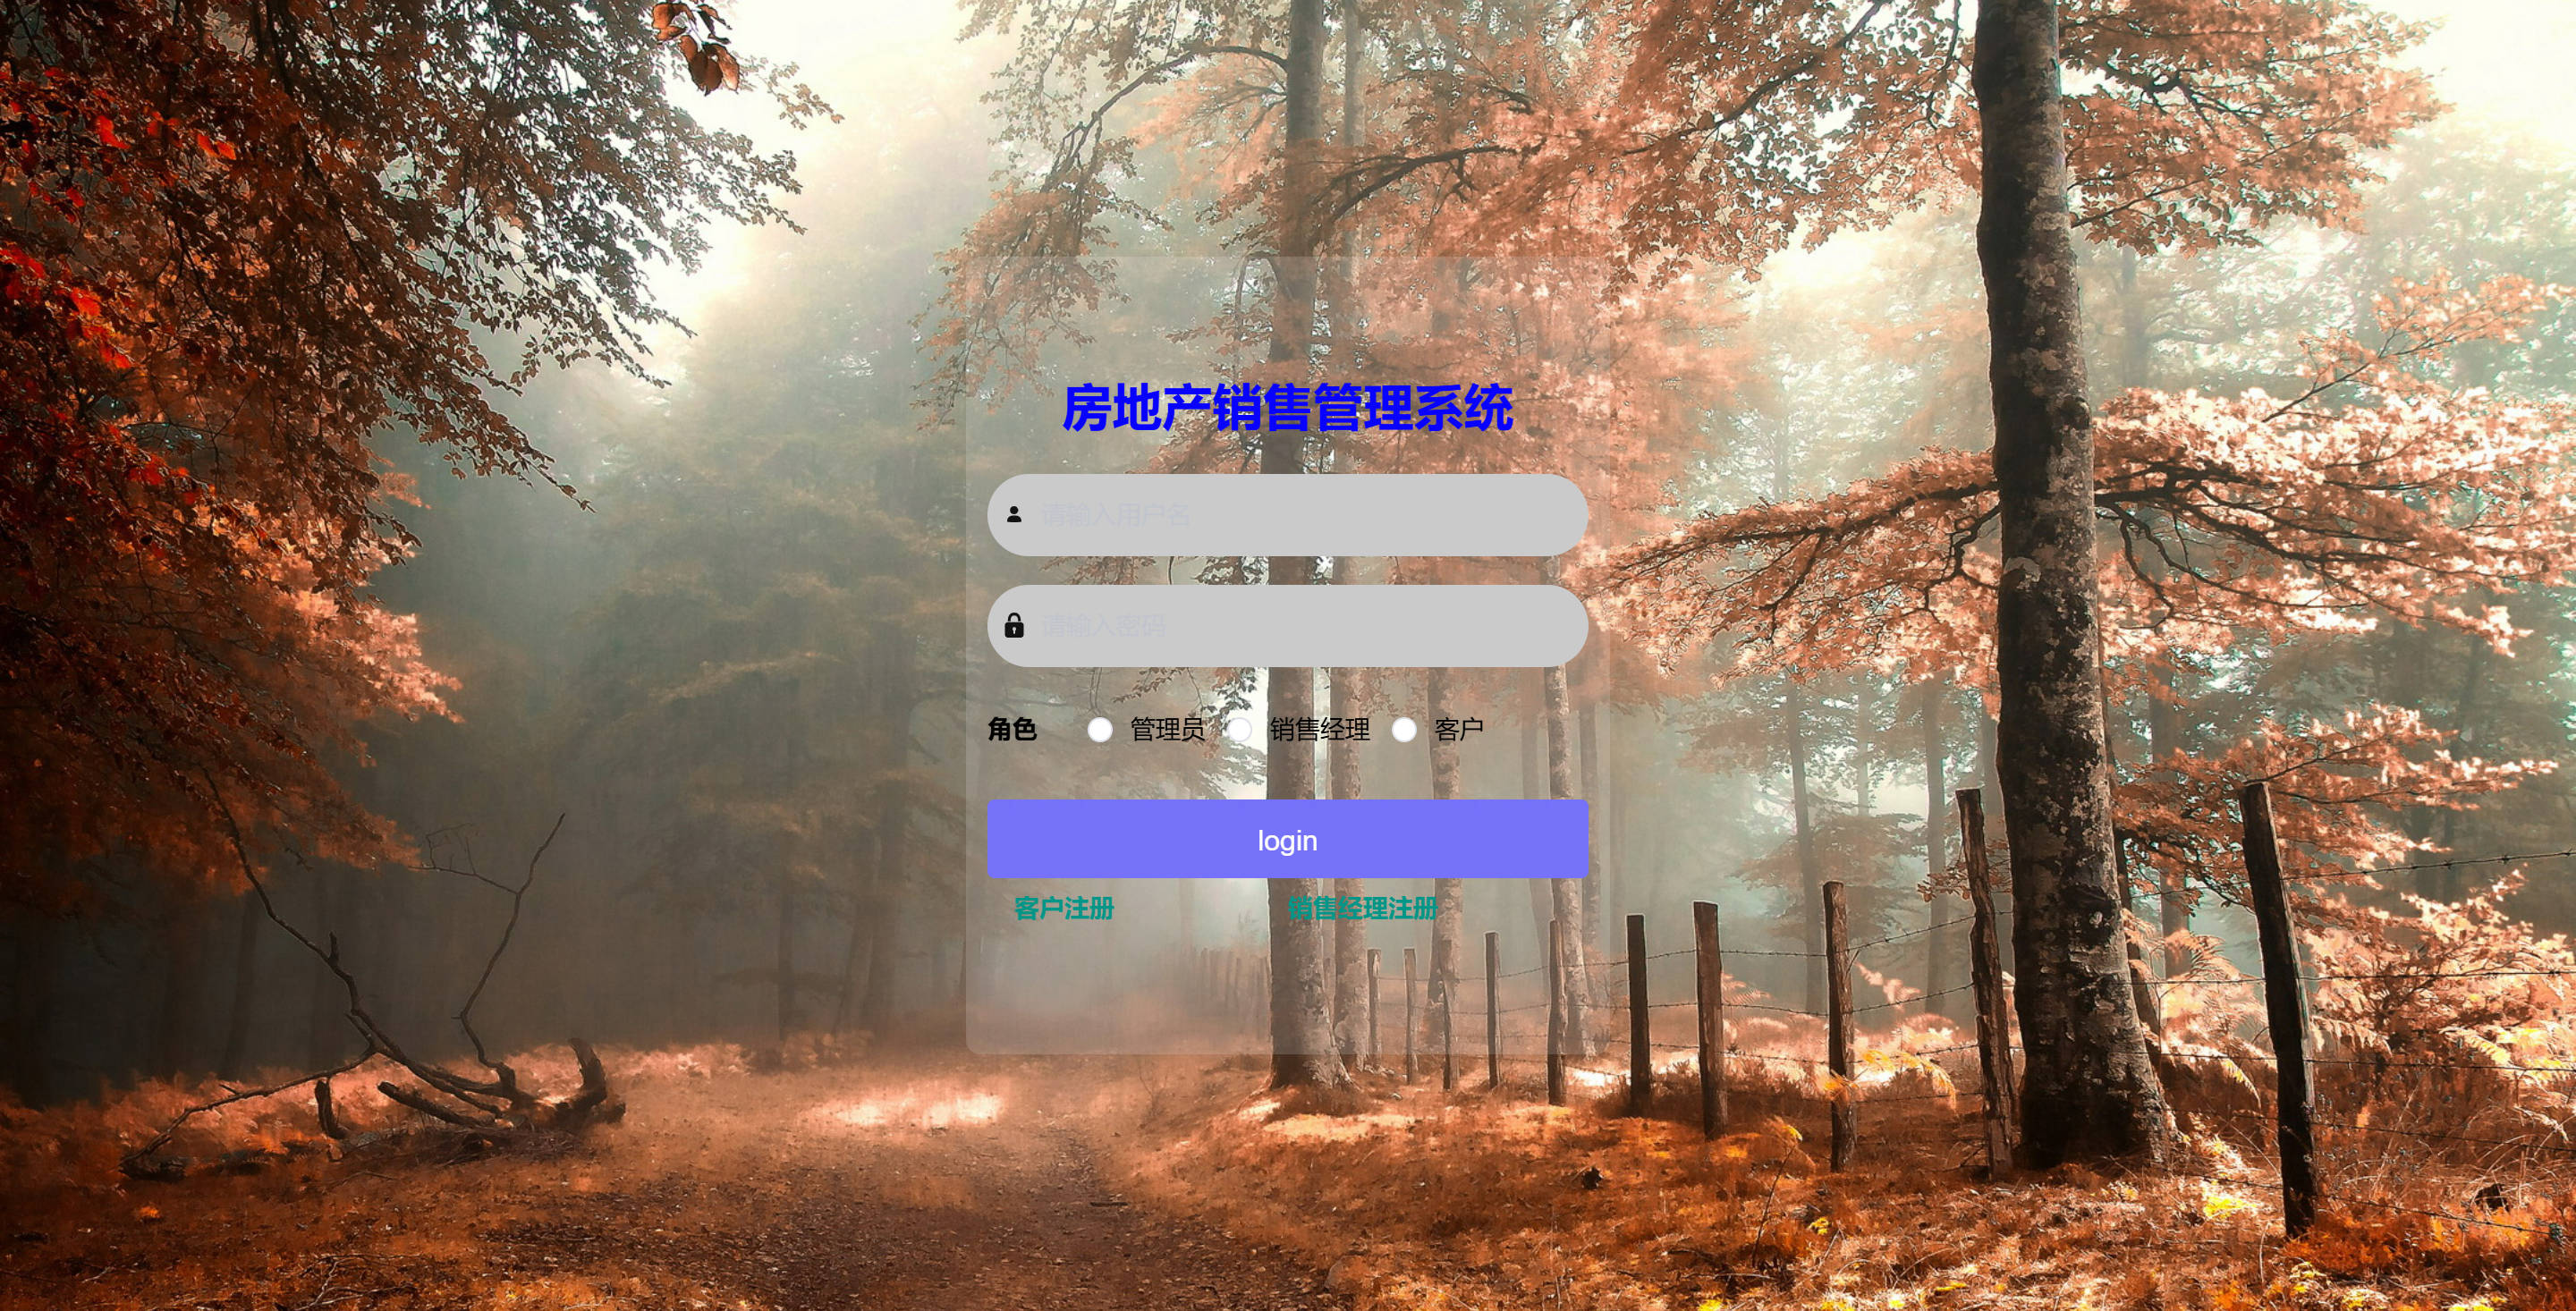 房地产销售管理系统
请输入用户名
请输入密码
角色 管理员 销售经理 客户
login
客户注册 销售经理注册